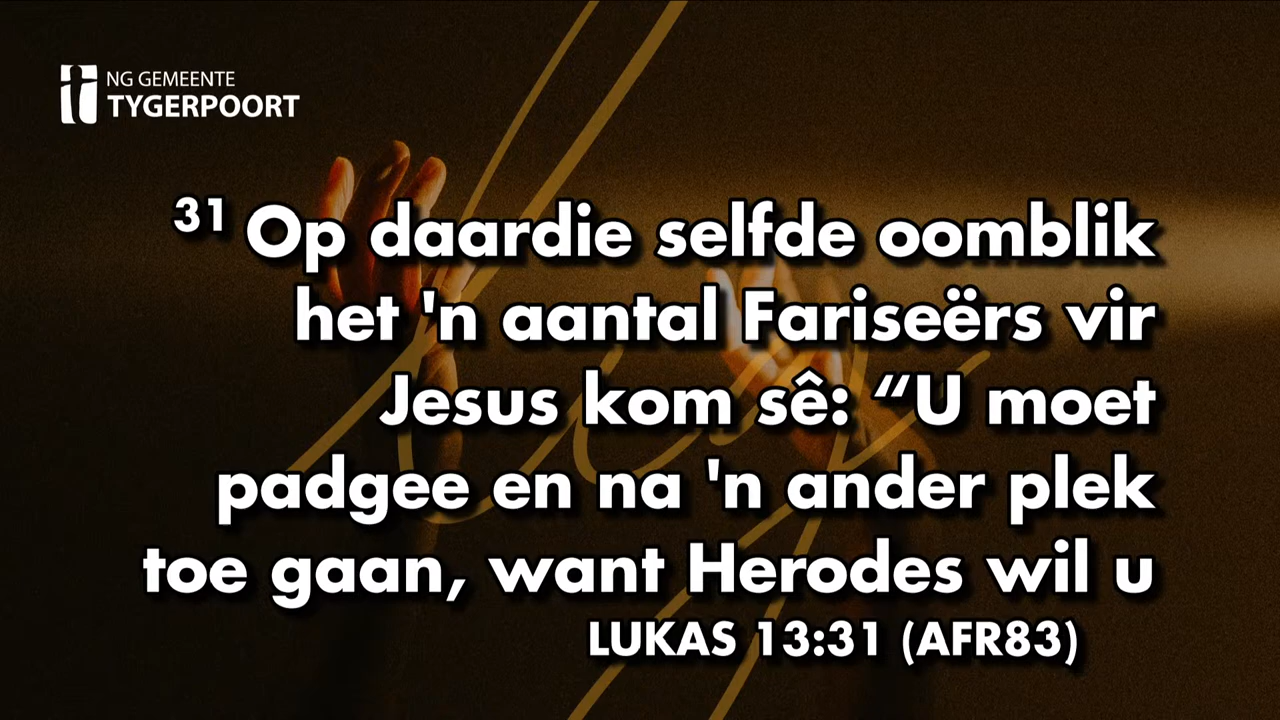 NG GEMEENTE
TYGERPOORT
31 Op daardie selfde oomblik
het 'n aantal Fariseërs vir
Jesus kom sê: “U moet
padgee en na 'n ander plek
toe gaan, want Herodes wil u
LUKAS 13:31 (AFR83)